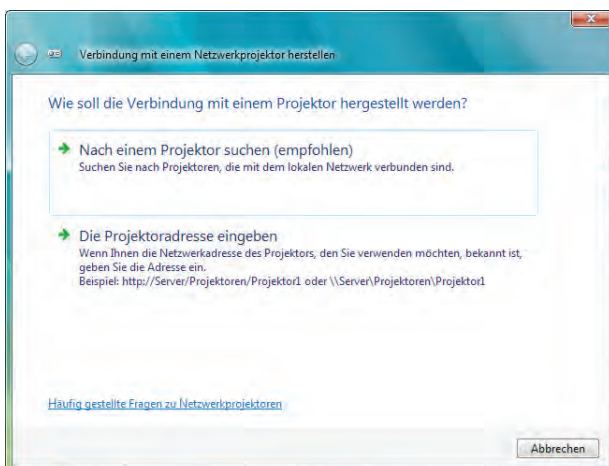 Verbindung mit einem Netzwerkprojektor herstellen
Wie soll die Verbindung mit einem Projektor hergestellt werden?
Nach einem Projektor suchen (empfohlen)
Suchen Sie nach Projektoren, die mit dem lokalen Netzwerk verbunden sind.
Die Projektoradresse eingeben
Wenn Ihnen die Netzwerkadresse des Projektors, den Sie verwenden möchten, bekannt ist,
geben Sie die Adresse ein.
Beispiel: http://Server/Projektoren/Projektor1 oder \\Server\Projektoren\Projektor1
Häufig gestellte Fragen zu Netzwerkprojektoren
Abbrechen